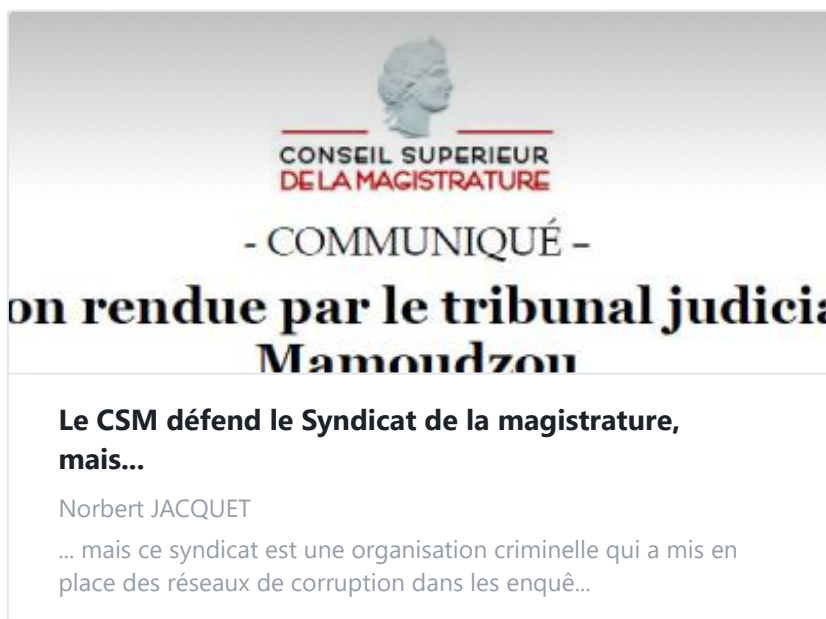 CONSEIL SUPERIEUR
DE LA MAGISTRATURE
- COMMUNIQUÉ –
on rendue par le tribunal judicia
Mamoudzou
Le CSM défend le Syndicat de la magistrature,
mais...
Norbert JACQUET
... mais ce syndicat est une organisation criminelle qui a mis en
place des réseaux de corruption dans les enquê...